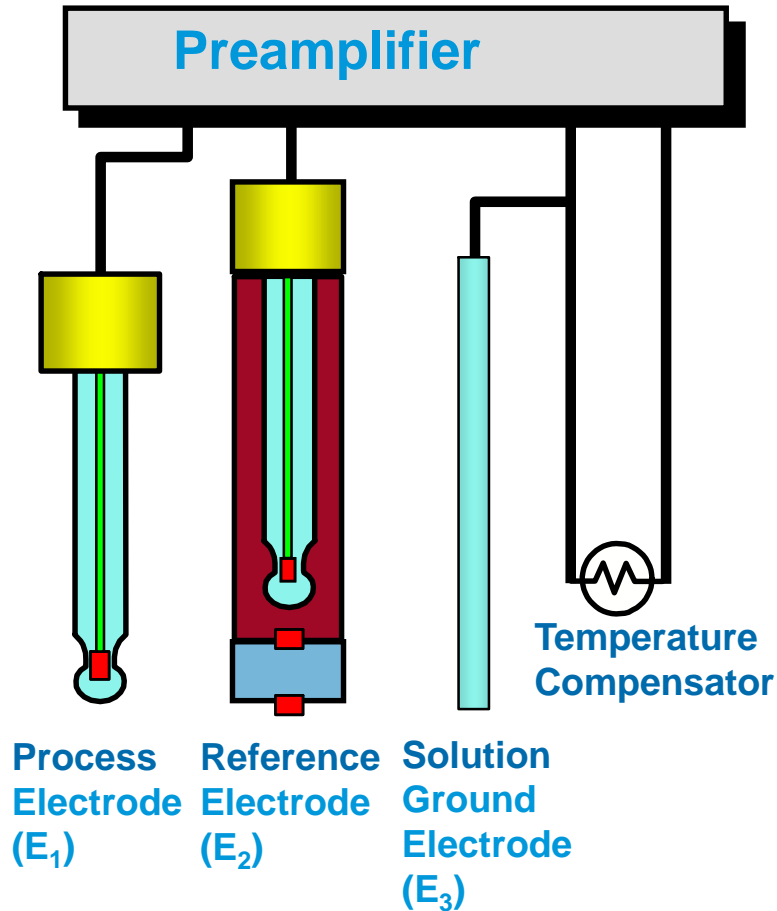 Preamplifier
Temperature
Compensator
Process
Electrode
(E₁)
Reference
Electrode
(E₂)
Solution
Ground
Electrode
(E₃)